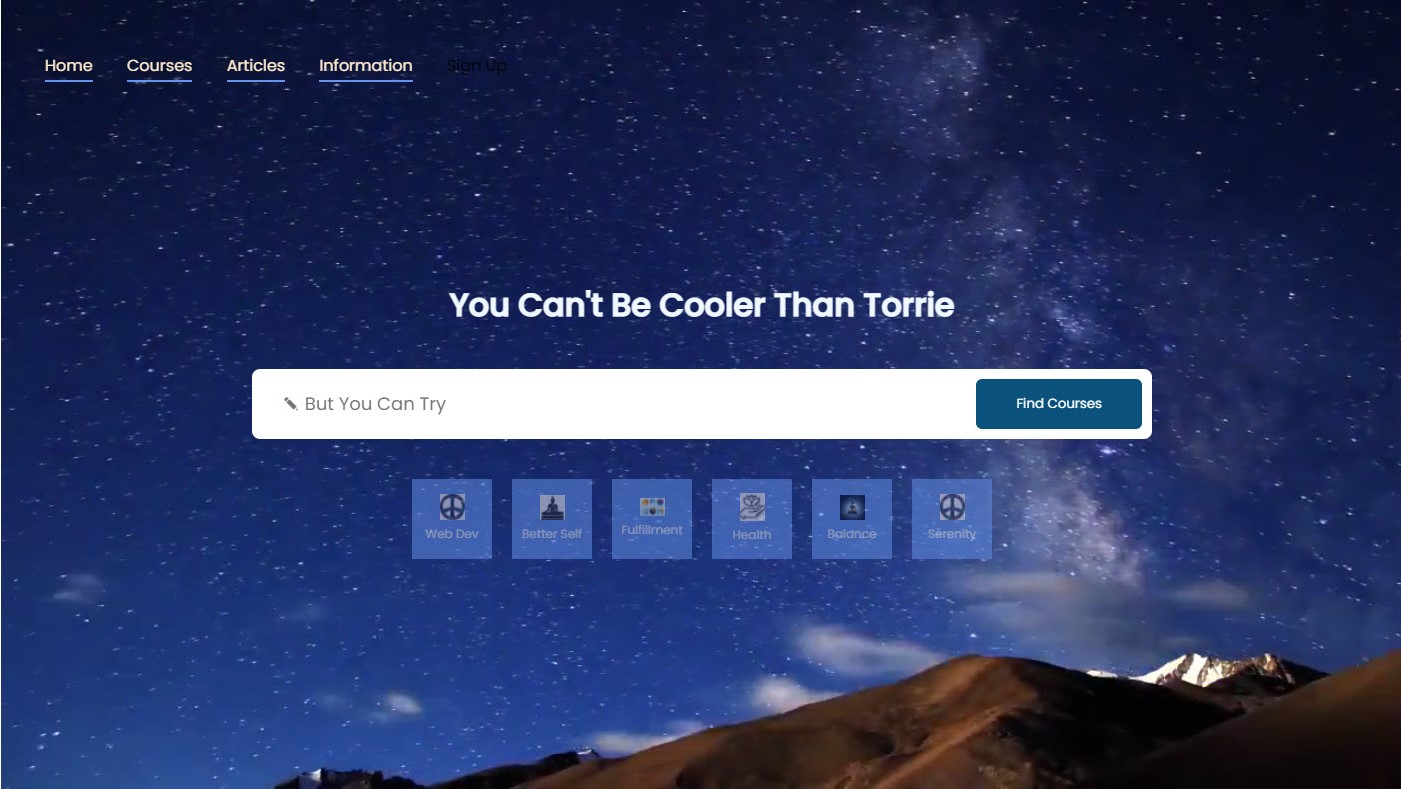 Home Courses Articles Information Sign Up
You Can't Be Cooler Than Torrie
But You Can Try Find Courses
Web Dev Better Self Fulfillment Health Balance Serenity